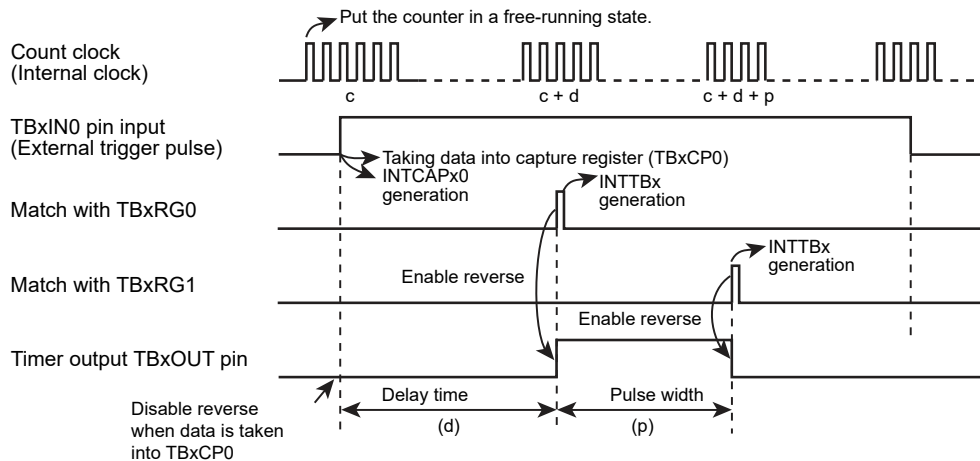 Put the counter in a free-running state.
Count clock
(Internal clock)
c
c + d
c + d + p
TBxIN0 pin input
(External trigger pulse)
Taking data into capture register (TBxCP0)
INTCAPx0
generation
INTTBx
generation
Match with TBxRG0
INTTBx
generation
Enable reverse
Match with TBxRG1
Enable reverse
Timer output TBxOUT pin
Disable reverse
when data is taken
into TBxCP0
Delay time
(d)
Pulse width
(p)